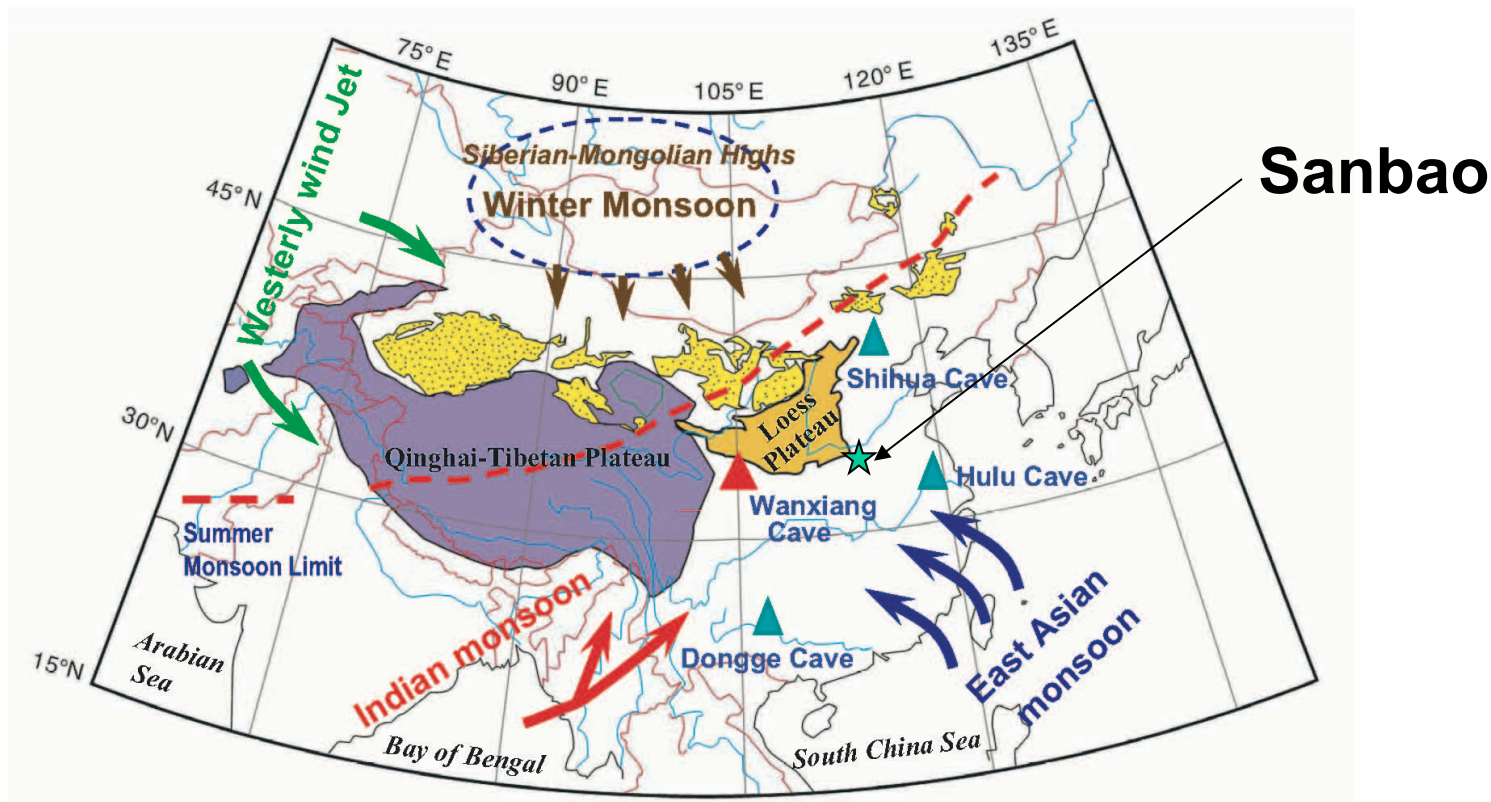 75° E
90° E
105° E
120° E
135° E
Westerly wind Jet
Siberian-Mongolian Highs
Winter Monsoon
Sanbao
45°N
Shihua Cave
Loess
Plateau
30°N
Qinghai-Tibetan Plateau
Hulu Cave
Wanxiang
Cave
Summer
Monsoon Limit
Indian monsoon
East Asian
monsoon
Arabian
Sea
15°N
Dongge Cave
Bay of Bengal
South China Sea